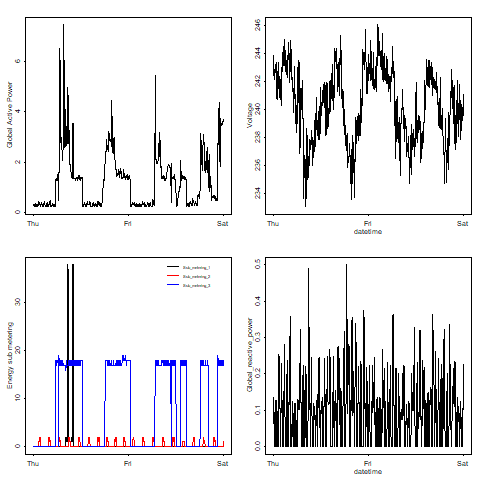 Global Active Power
0 2 4 6
Thu Fri Sat
Voltage
234 236 238 240 242 244 246
Thu Fri Sat
datetime
Energy sub metering
0 10 20 30
Sub_metering_1
Sub_metering_2
Sub_metering_3
Thu Fri Sat
Global_reactive_power
0.0 0.1 0.2 0.3 0.4 0.5
Thu Fri Sat
datetime